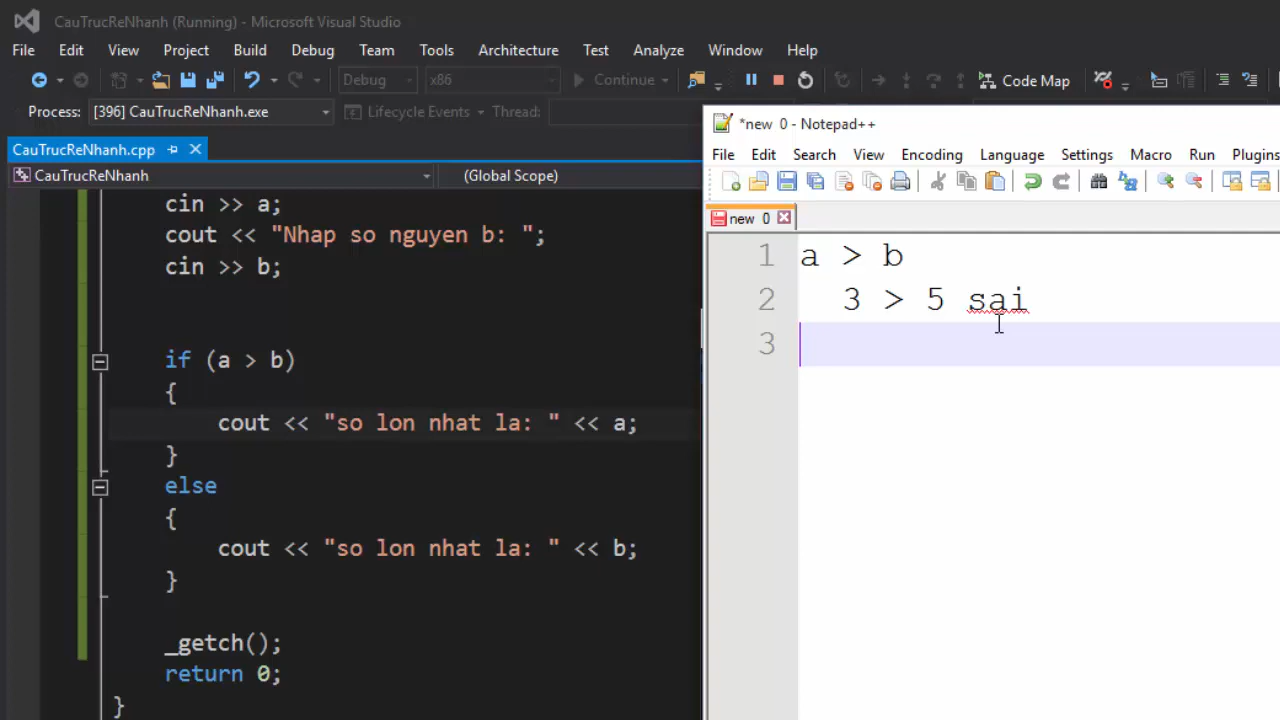 CauTrucReNhanh (Running) - Microsoft Visual Studio
File Edit View Project Build Debug Team Tools Architecture Test Analyze Window Help
Debug x86 Continue Code Map
Process: [396] CauTrucReNhanh.exe Lifecycle Events Thread:
CauTrucReNhanh.cpp
CauTrucReNhanh (Global Scope)
cin >> a;
cout << "Nhap so nguyen b: ";
cin >> b;
if (a > b)
{
cout << "so lon nhat la: " << a;
}
else
{
cout << "so lon nhat la: " << b;
}
_getch();
return 0;
}
*new 0 - Notepad++
File Edit Search View Encoding Language Settings Macro Run Plugins
new 0
1 a > b
2 3 > 5 sai
3